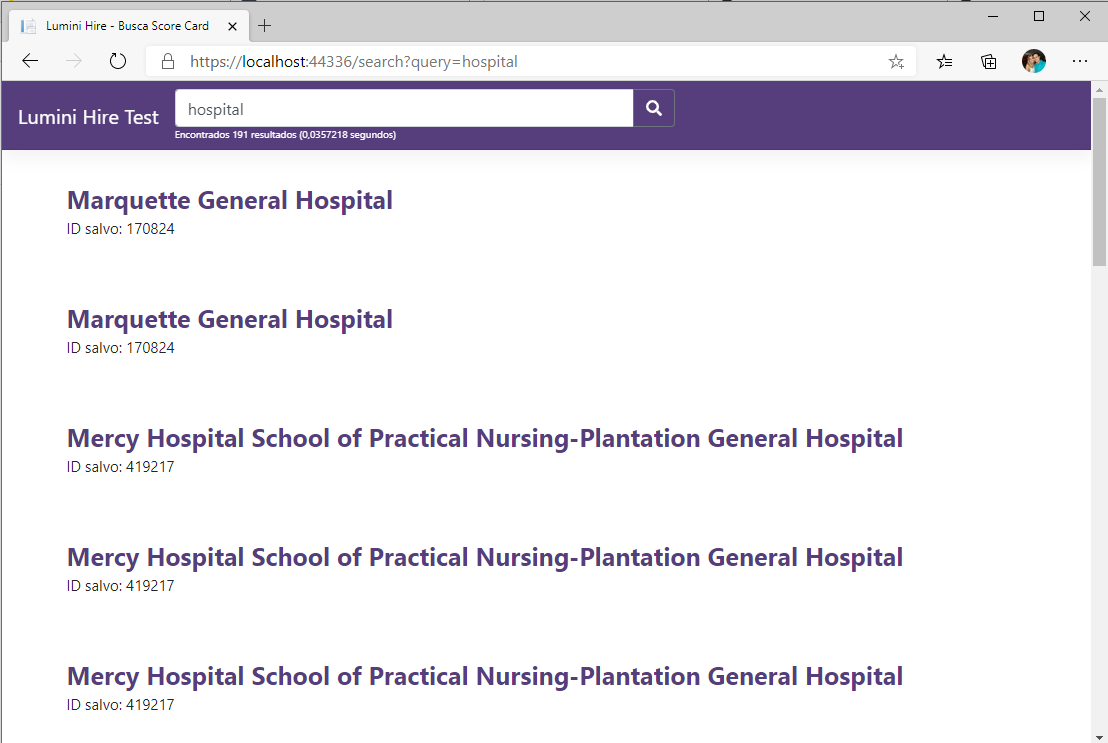 Lumini Hire - Busca Score Card
https://localhost:44336/search?query=hospital
Lumini Hire Test
hospital
Encontrados 191 resultados (0,0357218 segundos)
Marquette General Hospital
ID salvo: 170824
Marquette General Hospital
ID salvo: 170824
Mercy Hospital School of Practical Nursing-Plantation General Hospital
ID salvo: 419217
Mercy Hospital School of Practical Nursing-Plantation General Hospital
ID salvo: 419217
Mercy Hospital School of Practical Nursing-Plantation General Hospital
ID salvo: 419217